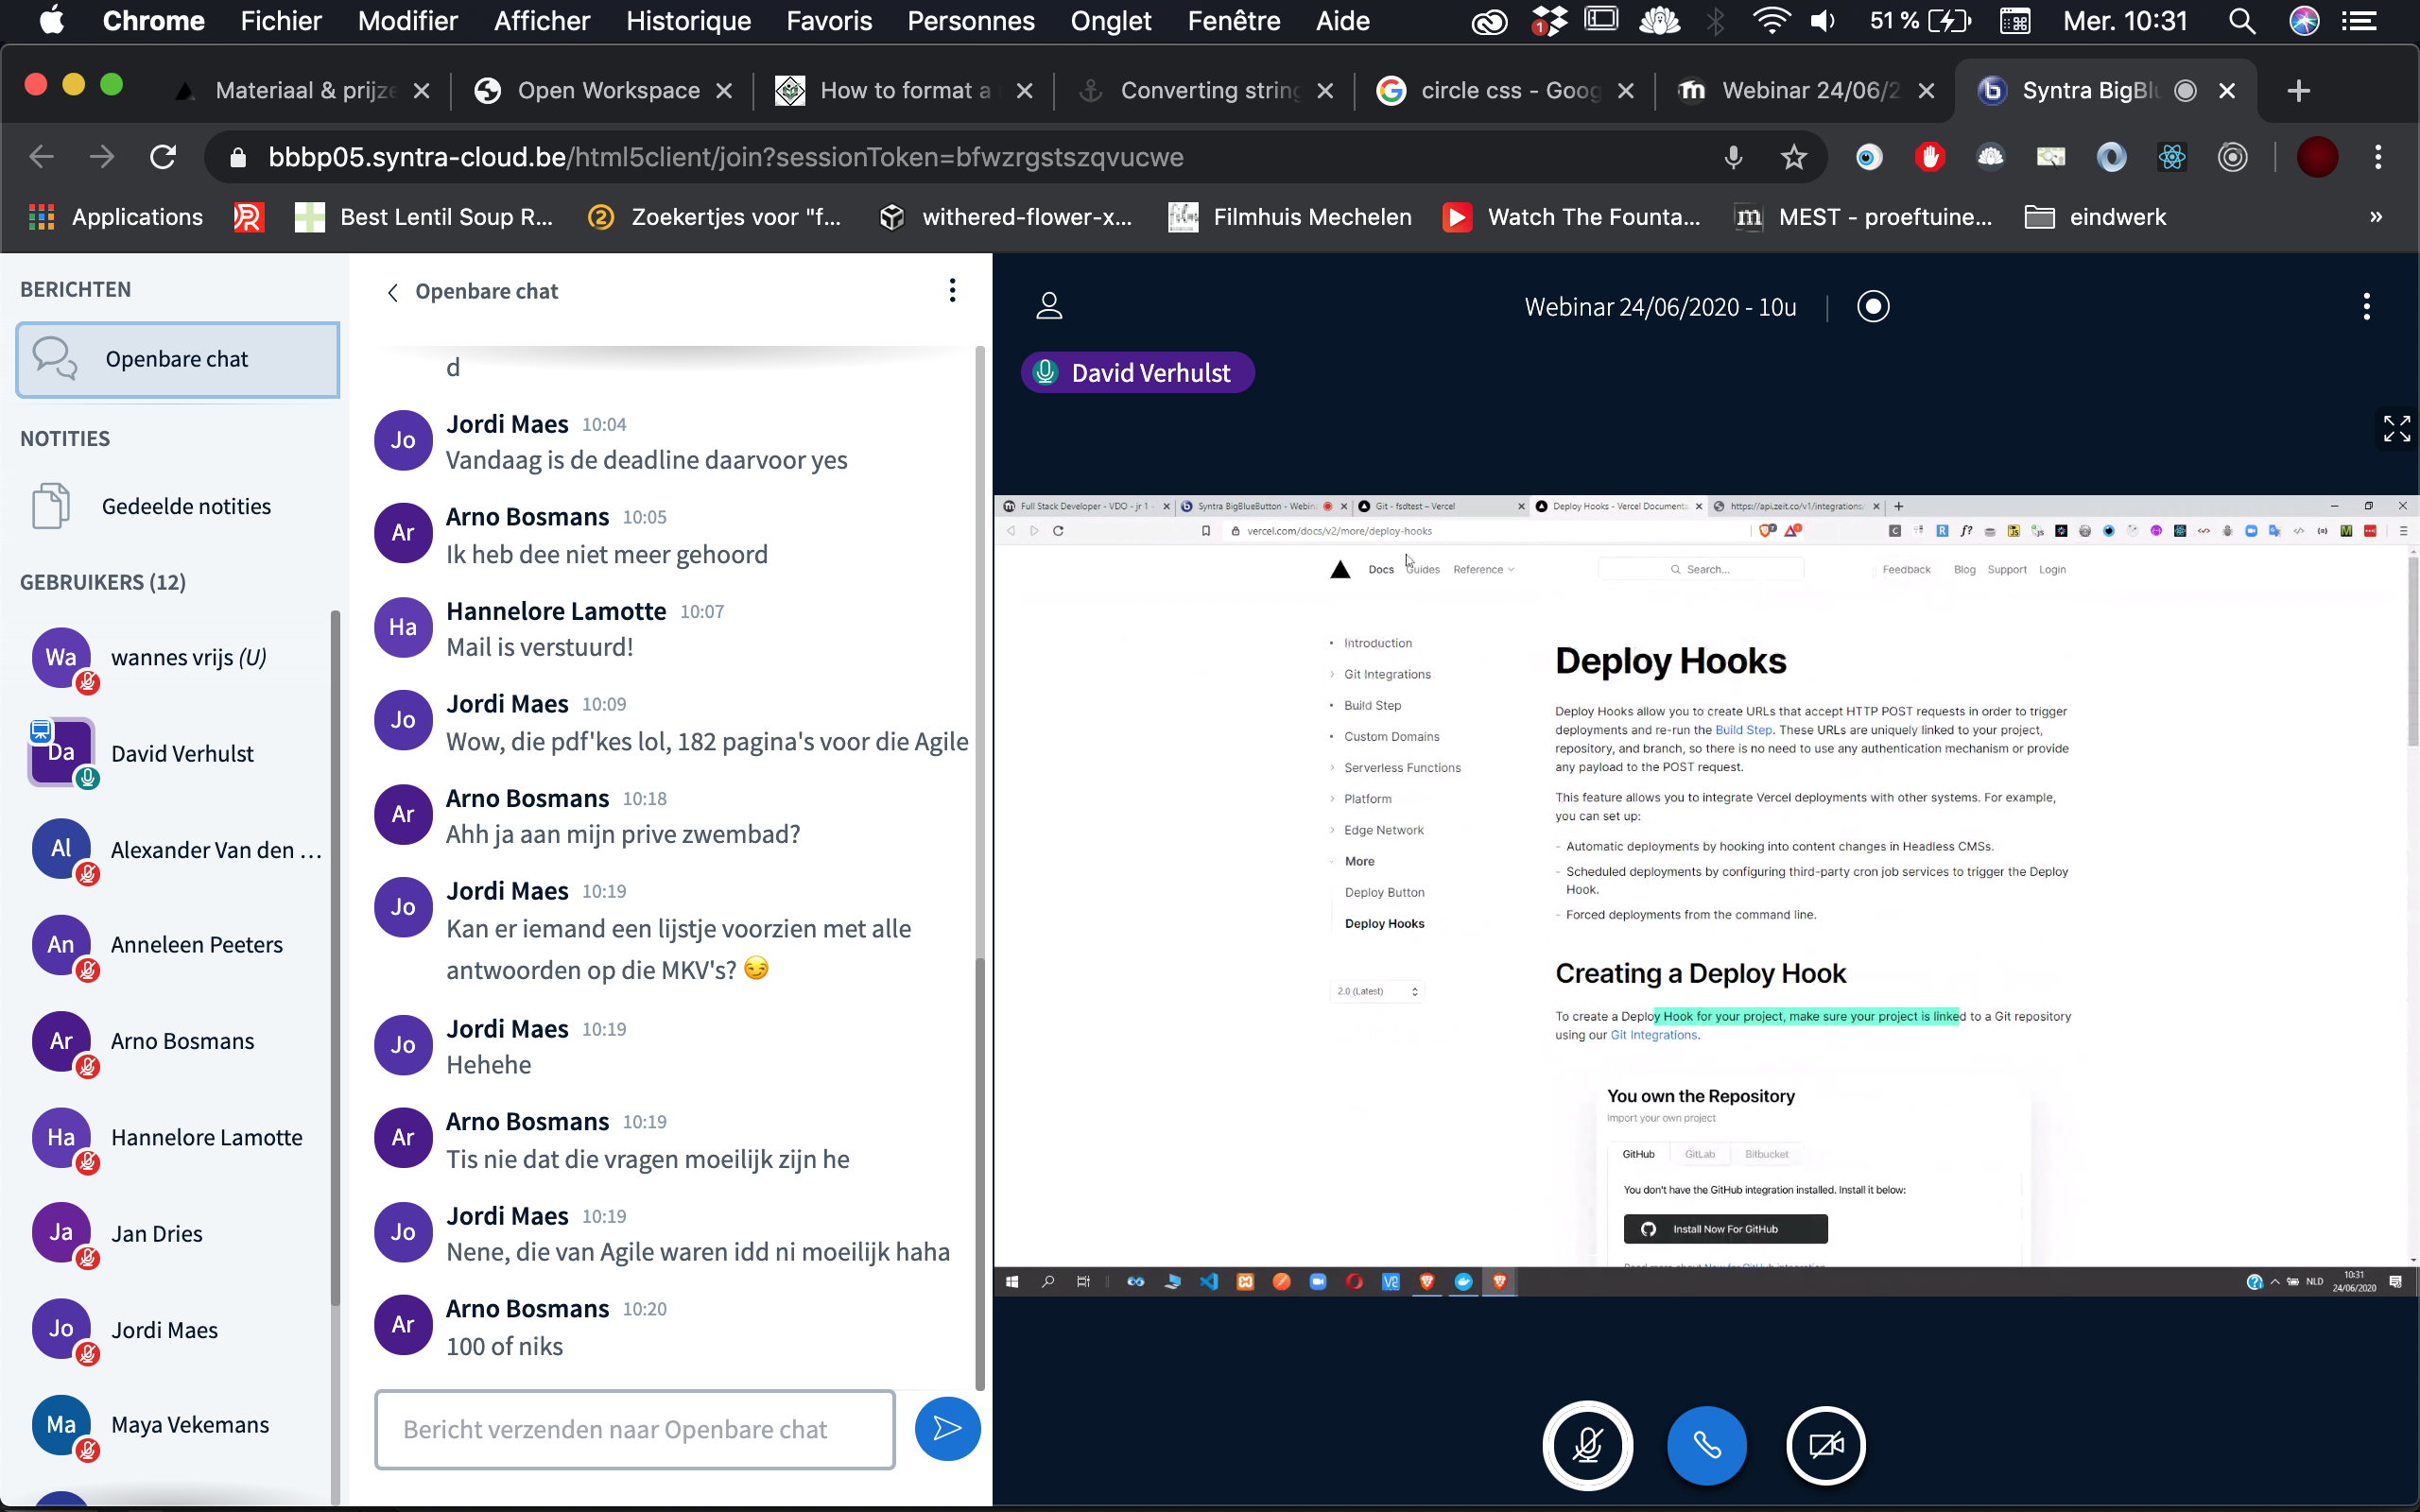 Chrome Fichier Modifier Afficher Historique Favoris Personnes Onglet Fenêtre Aide 1 51 % Mer. 10:31
Materiaal & prijze Open Workspace How to format a Converting string circle css - Goog Webinar 24/06/2 Syntra BigBlu
bbbp05.syntra-cloud.be/html5client/join?sessionToken=bfwzrgstszqvucwe
Applications Best Lentil Soup R... Zoekertjes voor "f... withered-flower-x... Filmhuis Mechelen Watch The Founta... MEST - proeftuine... eindwerk »
BERICHTEN
Openbare chat
NOTITIES
Gedeelde notities
GEBRUIKERS (12)
Wa wannes vrijs (U)
Da David Verhulst
Al Alexander Van den ...
An Anneleen Peeters
Ar Arno Bosmans
Ha Hannelore Lamotte
Ja Jan Dries
Jo Jordi Maes
Ma Maya Vekemans
Openbare chat
d
Jo Jordi Maes 10:04
Vandaag is de deadline daarvoor yes
Ar Arno Bosmans 10:05
Ik heb dee niet meer gehoord
Ha Hannelore Lamotte 10:07
Mail is verstuurd!
Jo Jordi Maes 10:09
Wow, die pdf'kes lol, 182 pagina's voor die Agile
Ar Arno Bosmans 10:18
Ahh ja aan mijn prive zwembad?
Jo Jordi Maes 10:19
Kan er iemand een lijstje voorzien met alle
antwoorden op die MKV's? 😏
Jo Jordi Maes 10:19
Hehehe
Ar Arno Bosmans 10:19
Tis nie dat die vragen moeilijk zijn he
Jo Jordi Maes 10:19
Nene, die van Agile waren idd ni moeilijk haha
Ar Arno Bosmans 10:20
100 of niks
Bericht verzenden naar Openbare chat
Webinar 24/06/2020 - 10u
David Verhulst
Full Stack Developer - VDO - jr 1 - Syntra BigBlueButton - Webin Git - fsdtest – Vercel Deploy Hooks - Vercel Document https://api.zeit.co/v1/integrations
vercel.com/docs/v2/more/deploy-hooks
Docs Guides Reference Search... Feedback Blog Support Login
Introduction
Git Integrations
Build Step
Custom Domains
Serverless Functions
Platform
Edge Network
More
Deploy Button
Deploy Hooks
2.0 (Latest)
Deploy Hooks
Deploy Hooks allow you to create URLs that accept HTTP POST requests in order to trigger
deployments and re-run the Build Step. These URLs are uniquely linked to your project,
repository, and branch, so there is no need to use any authentication mechanism or provide
any payload to the POST request.
This feature allows you to integrate Vercel deployments with other systems. For example,
you can set up:
- Automatic deployments by hooking into content changes in Headless CMSs.
- Scheduled deployments by configuring third-party cron job services to trigger the Deploy
Hook.
- Forced deployments from the command line.
Creating a Deploy Hook
To create a Deploy Hook for your project, make sure your project is linked to a Git repository
using our Git Integrations.
You own the Repository
Import your own project
GitHub GitLab Bitbucket
You don't have the GitHub integration installed. Install it below:
Install Now For GitHub
NLD 10:31
24/06/2020